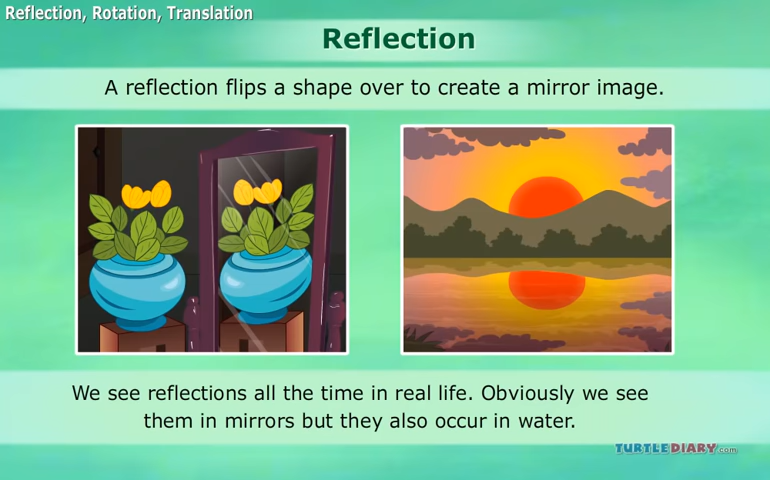 Reflection, Rotation, Translation
Reflection
A reflection flips a shape over to create a mirror image.
We see reflections all the time in real life. Obviously we see
them in mirrors but they also occur in water.
TURTLEDIARY.com